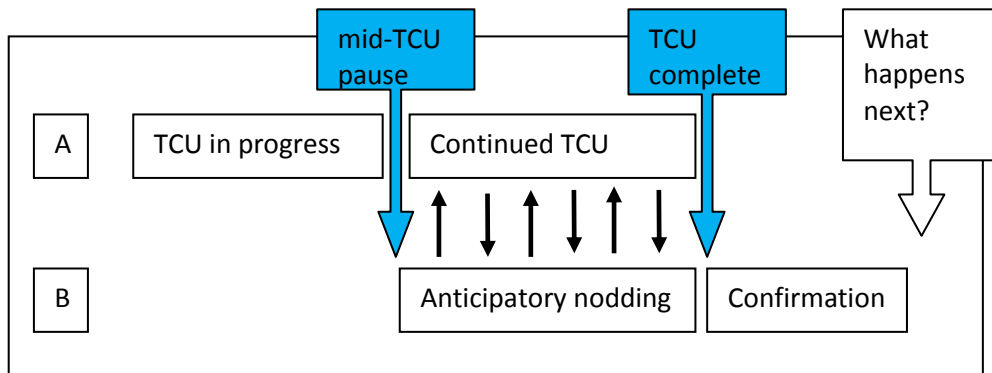 mid-TCU
pause
TCU
complete
What
happens
next?
A
TCU in progress
Continued TCU
B
Anticipatory nodding
Confirmation